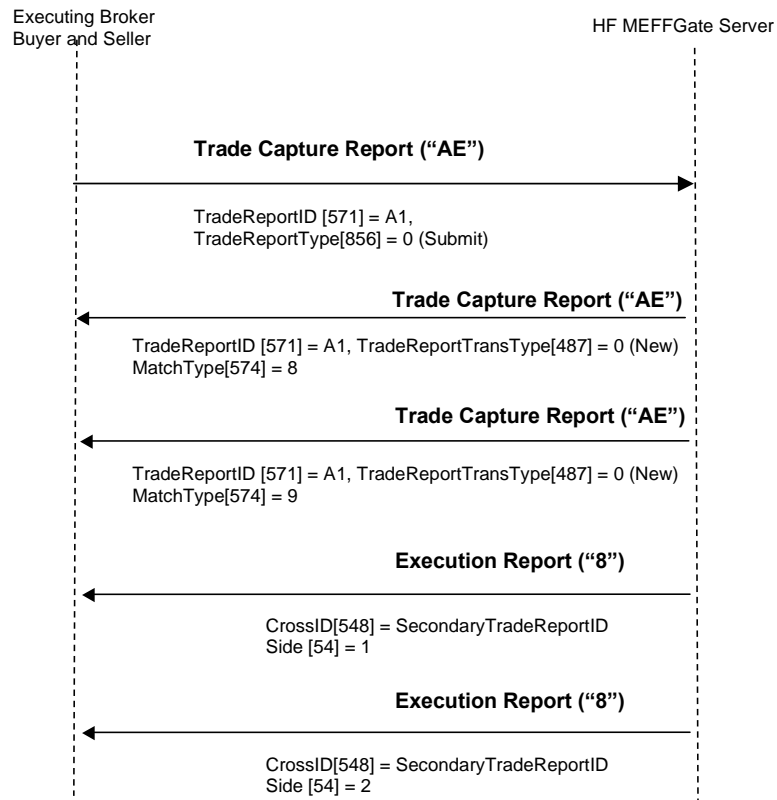 Executing Broker
Buyer and Seller
HF MEFFGate Server
Trade Capture Report (“AE”)
TradeReportID [571] = A1,
TradeReportType[856] = 0 (Submit)
Trade Capture Report (“AE”)
TradeReportID [571] = A1, TradeReportTransType[487] = 0 (New)
MatchType[574] = 8
Trade Capture Report (“AE”)
TradeReportID [571] = A1, TradeReportTransType[487] = 0 (New)
MatchType[574] = 9
Execution Report (“8”)
CrossID[548] = SecondaryTradeReportID
Side [54] = 1
Execution Report (“8”)
CrossID[548] = SecondaryTradeReportID
Side [54] = 2